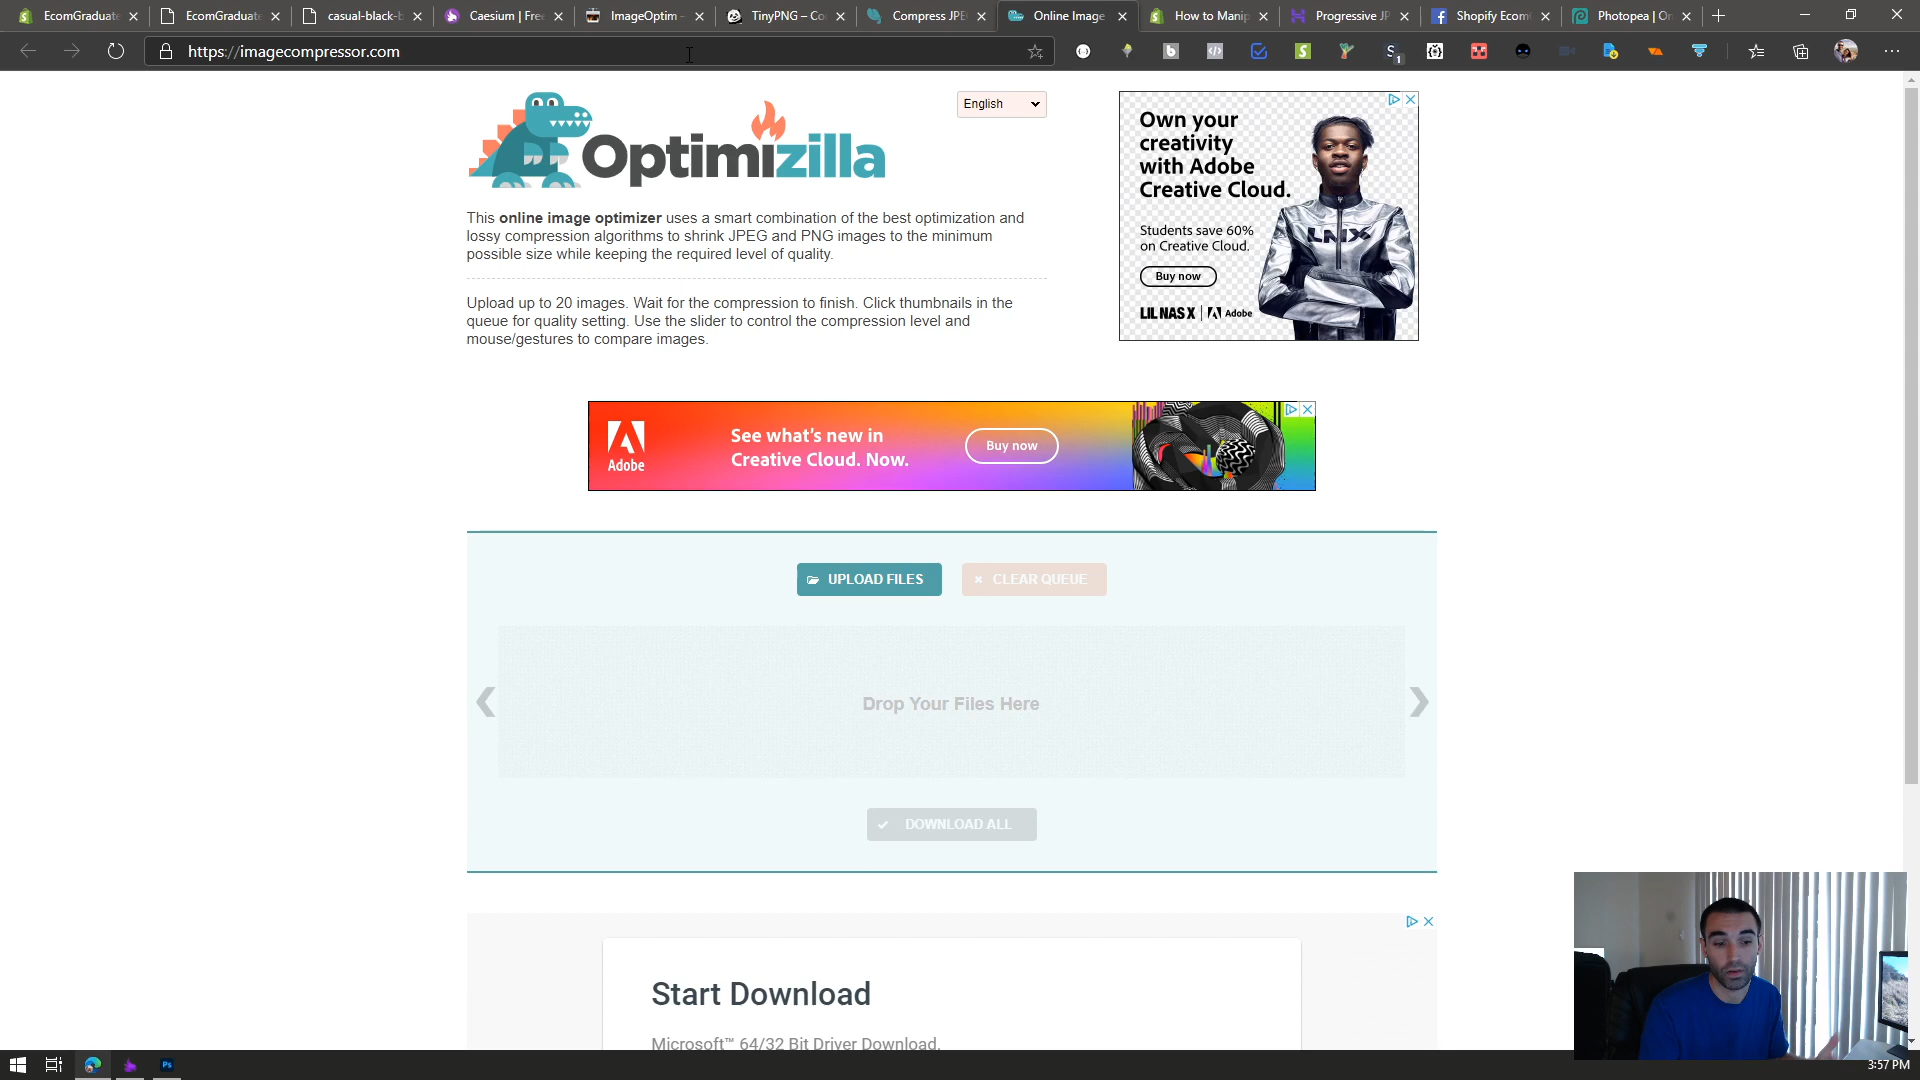 EcomGraduate
EcomGraduate
casual-black-b
Caesium | Free
ImageOptim –
TinyPNG – Co
Compress JPE
Online Image
How to Manip
Progressive JP
Shopify Ecom
Photopea | On
https://imagecompressor.com
Optimizilla
English
This online image optimizer uses a smart combination of the best optimization and
lossy compression algorithms to shrink JPEG and PNG images to the minimum
possible size while keeping the required level of quality.
Upload up to 20 images. Wait for the compression to finish. Click thumbnails in the
queue for quality setting. Use the slider to control the compression level and
mouse/gestures to compare images.
Own your
creativity
with Adobe
Creative Cloud.
Students save 60%
on Creative Cloud.
Buy now
LIL NAS X | Adobe
LNX
Adobe
See what's new in
Creative Cloud. Now.
Buy now
UPLOAD FILES
CLEAR QUEUE
Drop Your Files Here
DOWNLOAD ALL
Start Download
Microsoft™ 64/32 Bit Driver Download.
Ps
3:57 PM